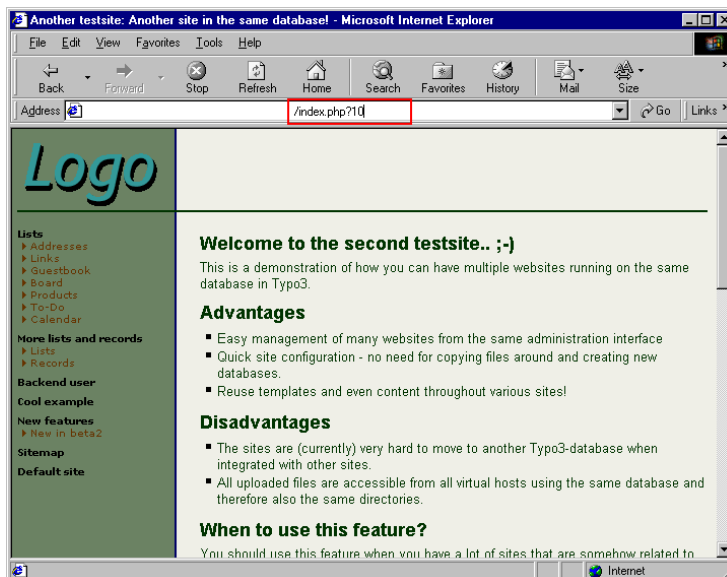 Another testsite: Another site in the same database! - Microsoft Internet Explorer
File Edit View Favorites Tools Help
Back Forward Stop Refresh Home Search Favorites History Mail Size
Address /index.php?10 Go Links
Logo
Lists
Addresses
Links
Guestbook
Board
Products
To-Do
Calendar
More lists and records
Lists
Records
Backend user
Cool example
New features
New in beta2
Sitemap
Default site
Welcome to the second testsite.. ;-)
This is a demonstration of how you can have multiple websites running on the same
database in Typo3.
Advantages
Easy management of many websites from the same administration interface
Quick site configuration - no need for copying files around and creating new
databases.
Reuse templates and even content throughout various sites!
Disadvantages
The sites are (currently) very hard to move to another Typo3-database when
integrated with other sites.
All uploaded files are accessible from all virtual hosts using the same database and
therefore also the same directories.
When to use this feature?
You should use this feature when you have a lot of sites that are somehow related to
Internet